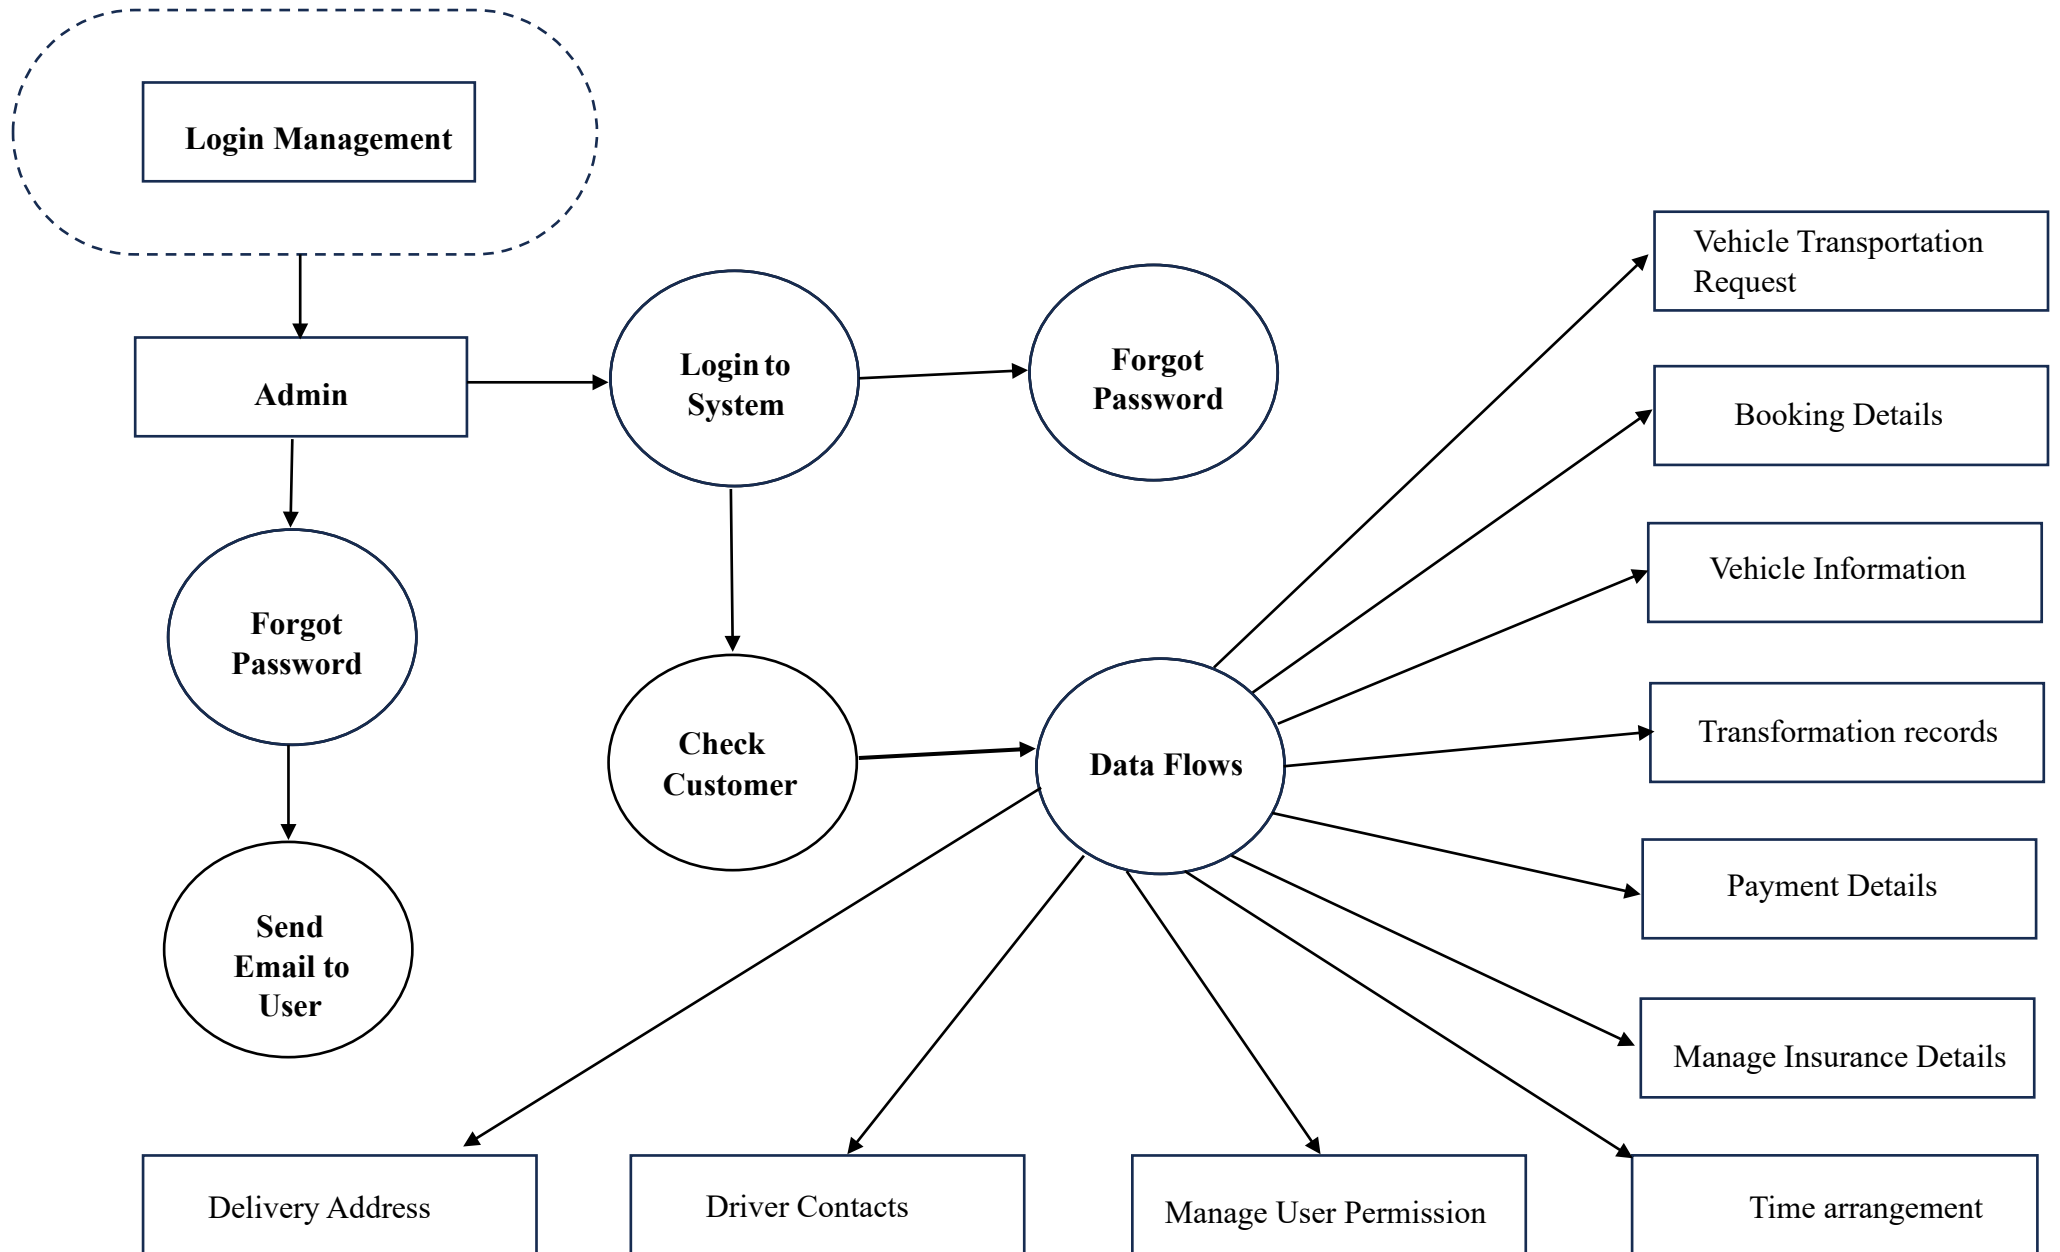 Login Management
Vehicle Transportation
Request
Admin
Login to
System
Forgot
Password
Booking Details
Vehicle Information
Forgot
Password
Check
Customer
Data Flows
Transformation records
Payment Details
Send
Email to
User
Manage Insurance Details
Delivery Address
Driver Contacts
Manage User Permission
Time arrangement